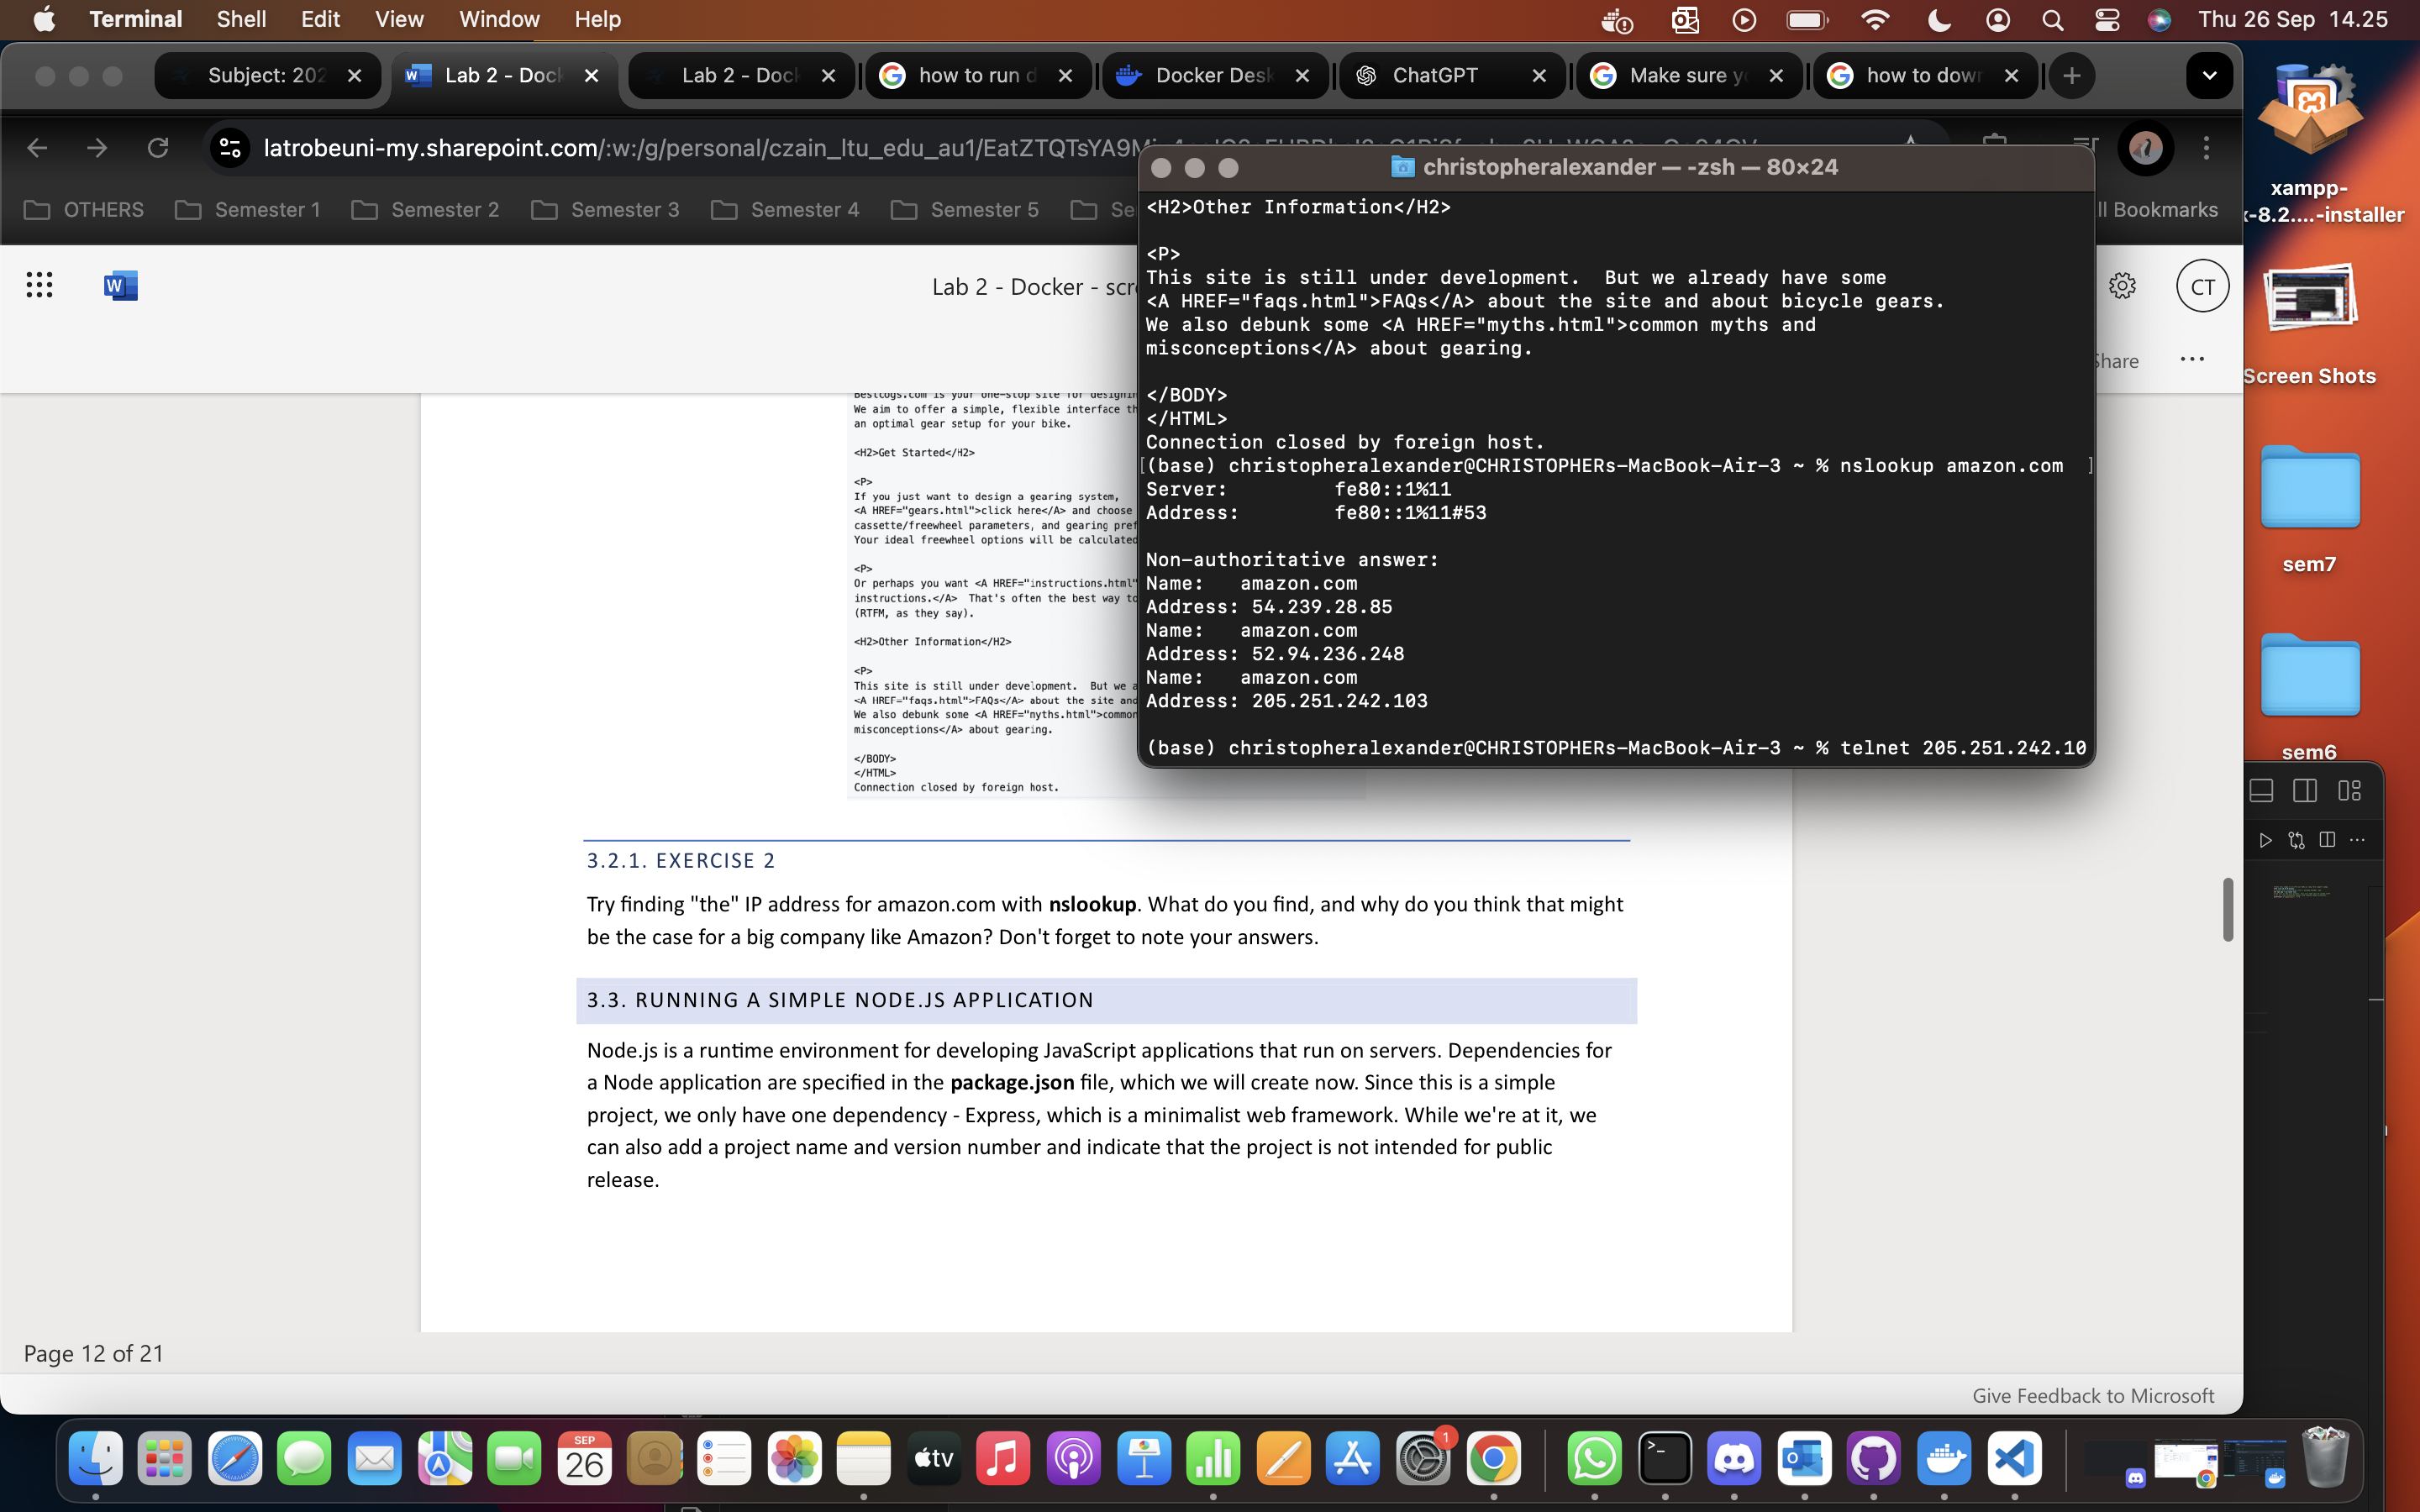 Terminal Shell Edit View Window Help Thu 26 Sep 14.25
Subject: 202 Lab 2 - Dock Lab 2 - Dock how to run d Docker Desk ChatGPT Make sure yo how to down
latrobeuni-my.sharepoint.com/:w:/g/personal/czain_ltu_edu_au1/
OTHERS Semester 1 Semester 2 Semester 3 Semester 4 Semester 5 Se ll Bookmarks
Lab 2 - Docker - scre
CT
Share
We aim to offer a simple, flexible interface th
an optimal gear setup for your bike.
<H2>Get Started</H2>
<P>
If you just want to design a gearing system,
<A HREF="gears.html">click here</A> and choose
cassette/freewheel parameters, and gearing pref
Your ideal freewheel options will be calculated
<P>
Or perhaps you want <A HREF="instructions.html"
instructions.</A>  That's often the best way to
(RTFM, as they say).
<H2>Other Information</H2>
<P>
This site is still under development.  But we a
<A HREF="faqs.html">FAQs</A> about the site and
We also debunk some <A HREF="myths.html">common
misconceptions</A> about gearing.
</BODY>
</HTML>
Connection closed by foreign host.
christopheralexander — -zsh — 80×24
<H2>Other Information</H2>
<P>
This site is still under development.  But we already have some
<A HREF="faqs.html">FAQs</A> about the site and about bicycle gears.
We also debunk some <A HREF="myths.html">common myths and
misconceptions</A> about gearing.
</BODY>
</HTML>
Connection closed by foreign host.
[(base) christopheralexander@CHRISTOPHERs-MacBook-Air-3 ~ % nslookup amazon.com ]
Server: fe80::1%11
Address: fe80::1%11#53
Non-authoritative answer:
Name: amazon.com
Address: 54.239.28.85
Name: amazon.com
Address: 52.94.236.248
Name: amazon.com
Address: 205.251.242.103
(base) christopheralexander@CHRISTOPHERs-MacBook-Air-3 ~ % telnet 205.251.242.10
3.2.1. EXERCISE 2
Try finding "the" IP address for amazon.com with nslookup. What do you find, and why do you think that might
be the case for a big company like Amazon? Don't forget to note your answers.
3.3. RUNNING A SIMPLE NODE.JS APPLICATION
Node.js is a runtime environment for developing JavaScript applications that run on servers. Dependencies for
a Node application are specified in the package.json file, which we will create now. Since this is a simple
project, we only have one dependency - Express, which is a minimalist web framework. While we're at it, we
can also add a project name and version number and indicate that the project is not intended for public
release.
Page 12 of 21
Give Feedback to Microsoft
xampp-
x-8.2....-installer
Screen Shots
sem7
sem6
SEP
26
tv
1